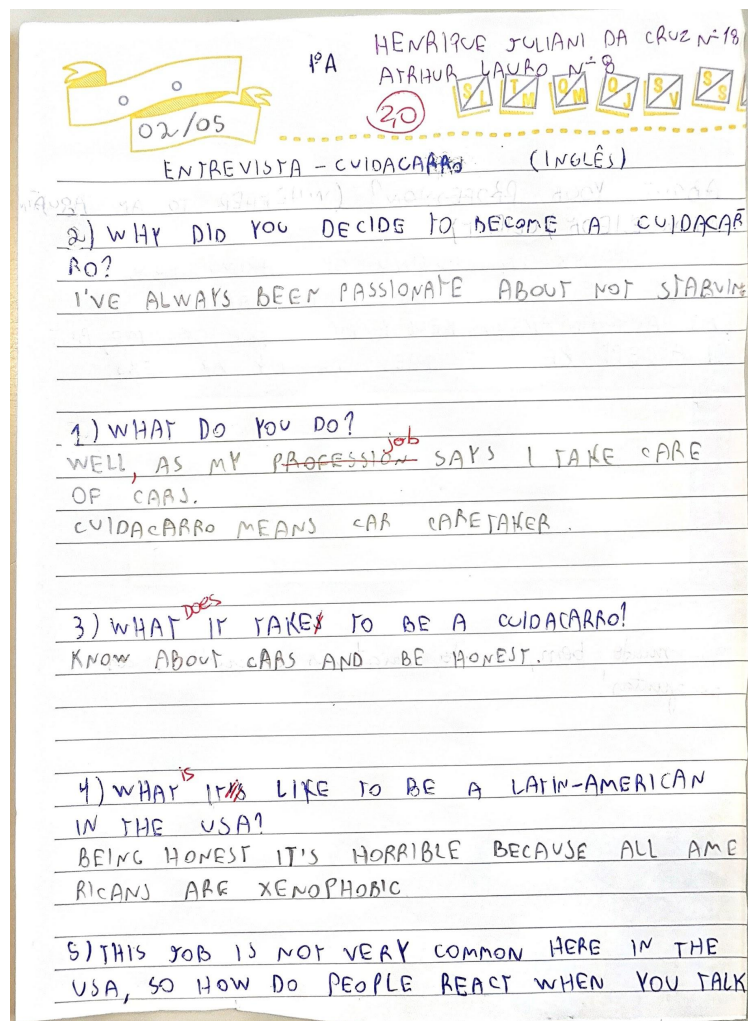 1ºA HENRIQUE JULIANI DA CRUZ Nº 18
ATRHUR LAURO Nº 8
2,0
S L T M Q M Q J S V S S
02/05
ENTREVISTA - CUIDACARRO (INGLÊS)
2) WHY DID YOU DECIDE TO BECOME A CUIDACAR
RO?
I'VE ALWAYS BEEN PASSIONATE ABOUT NOT STARVING
1.) WHAT DO YOU DO?
job
WELL, AS MY PROFESSION SAYS I TAKE CARE
OF CARS.
CUIDACARRO MEANS CAR CARETAKER.
DOES
3) WHAT IT TAKES TO BE A CUIDACARRO?
KNOW ABOUT CARS AND BE HONEST.
is
4) WHAT IT'S LIKE TO BE A LATIN-AMERICAN
IN THE USA?
BEING HONEST IT'S HORRIBLE BECAUSE ALL AME
RICANS ARE XENOPHOBIC
5) THIS JOB IS NOT VERY COMMON HERE IN THE
USA, SO HOW DO PEOPLE REACT WHEN YOU TALK